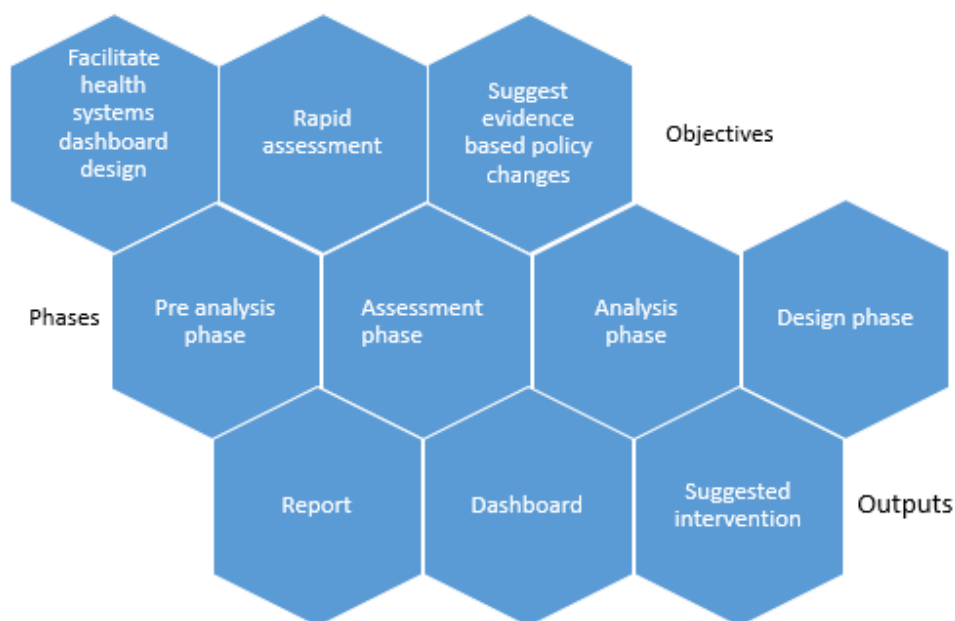 Facilitate
health
systems
dashboard
design
Rapid
assessment
Suggest
evidence
based policy
changes
Objectives
Phases
Pre analysis
phase
Assessment
phase
Analysis
phase
Design phase
Report
Dashboard
Suggested
intervention
Outputs